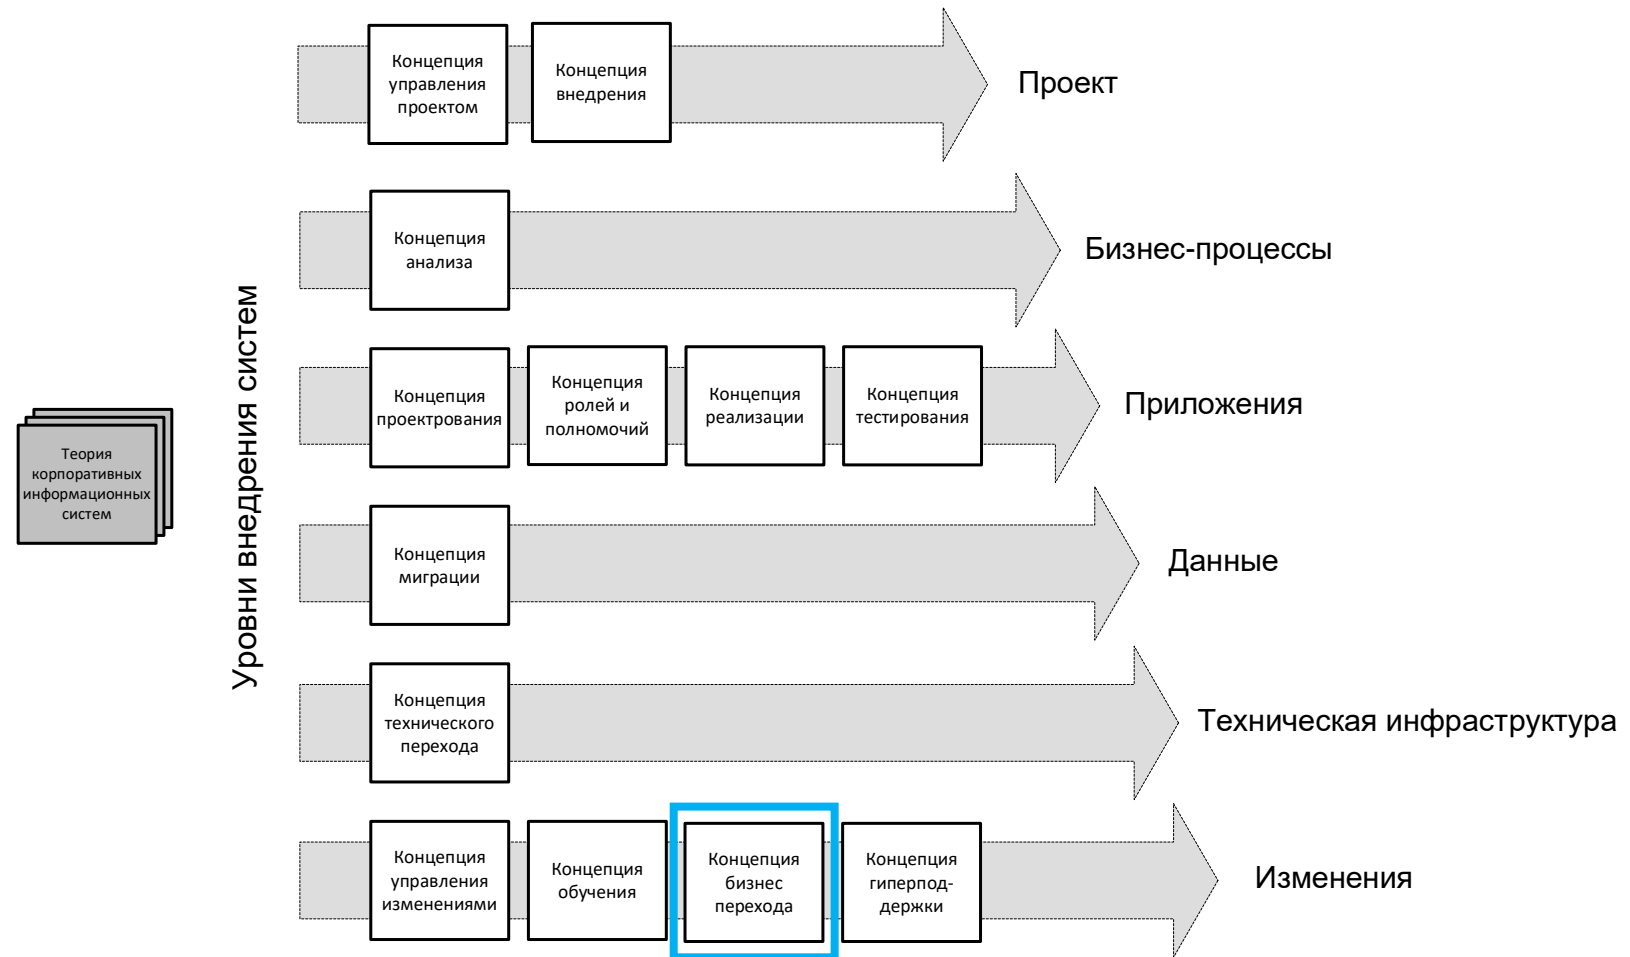 Концепция
управления
проектом
Концепция
внедрения
Проект
Концепция
анализа
Бизнес-процессы
Концепция
проектрования
Концепция
ролей и
полномочий
Концепция
реализации
Концепция
тестирования
Приложения
Теория
корпоративных
информационных
систем
Уровни внедрения систем
Концепция
миграции
Данные
Концепция
технического
перехода
Техническая инфраструктура
Концепция
управления
изменениями
Концепция
обучения
Концепция
бизнес
перехода
Концепция
гиперпод-
держки
Изменения